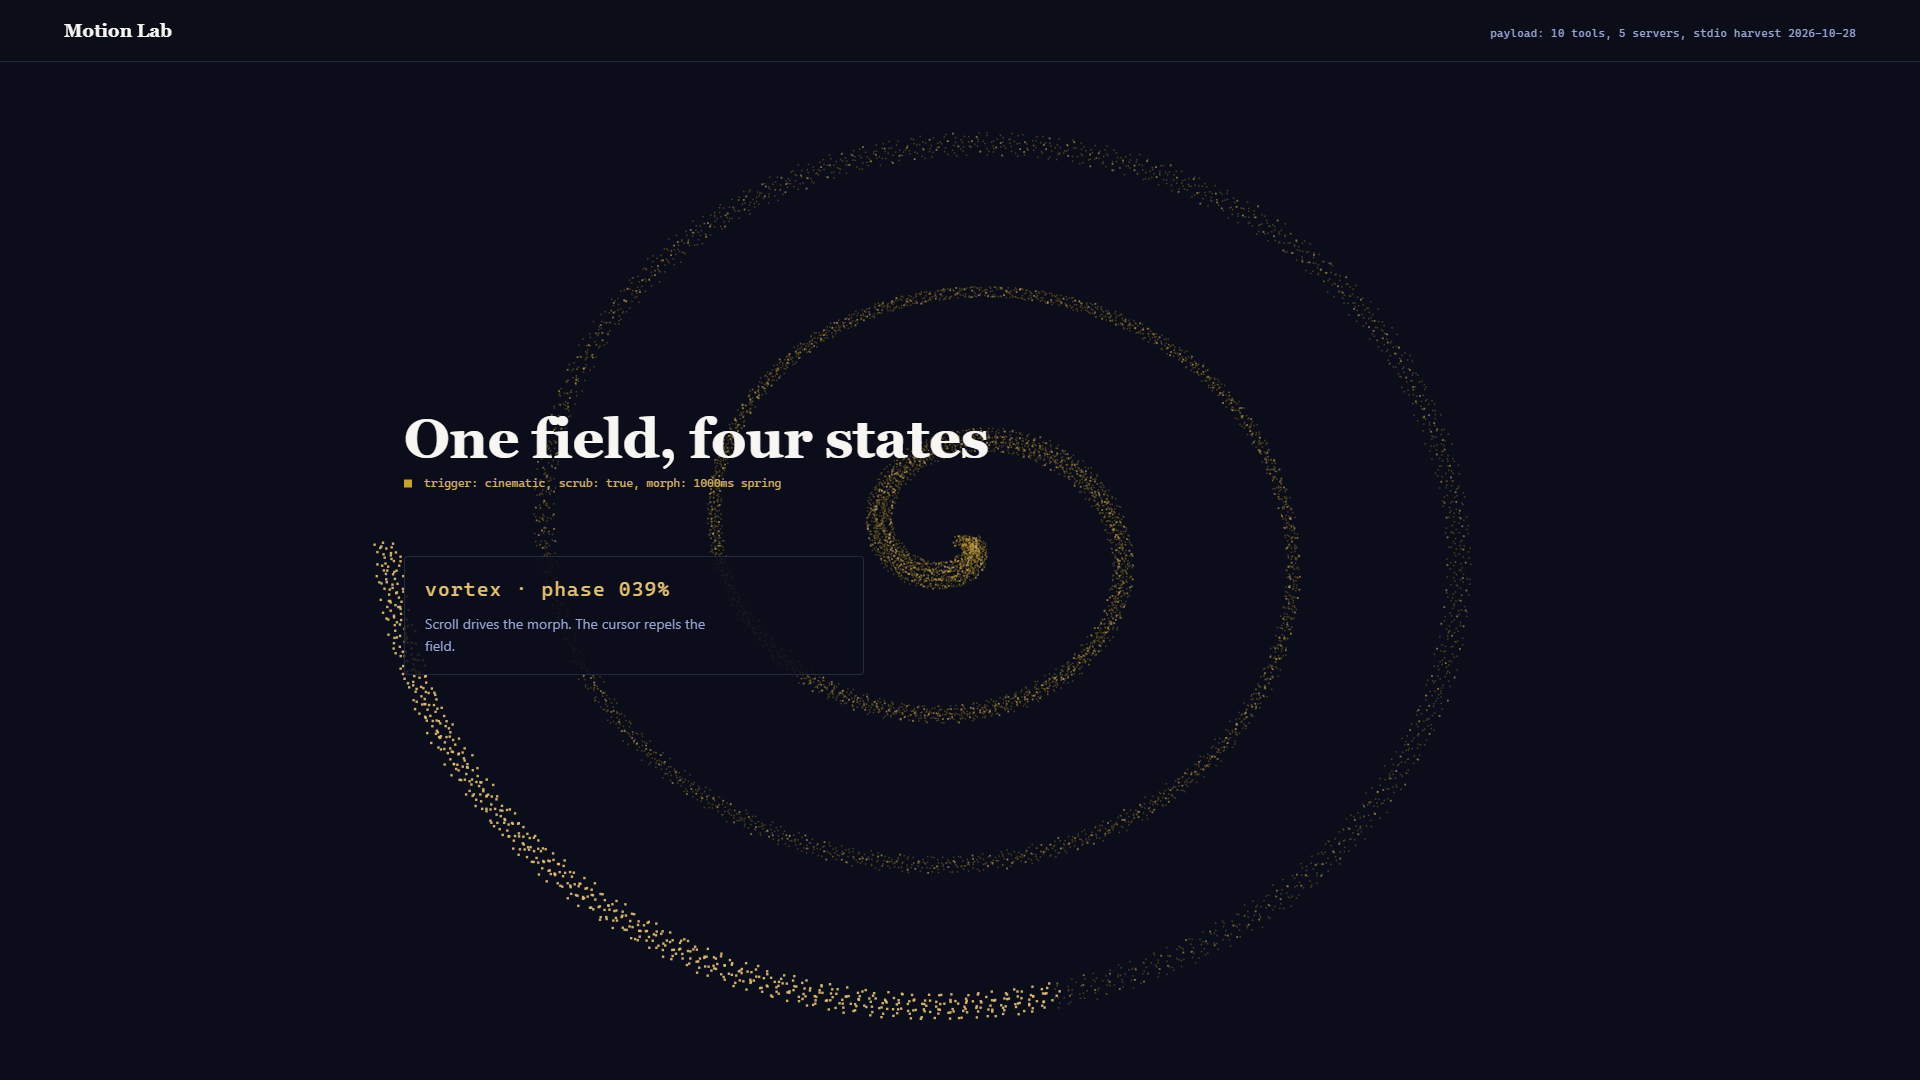 Motion Lab
payload: 10 tools, 5 servers, stdio harvest 2026-10-28
One field, four states
trigger: cinematic, scrub: true, morph: 1000ms spring
vortex · phase 039%
Scroll drives the morph. The cursor repels the
field.